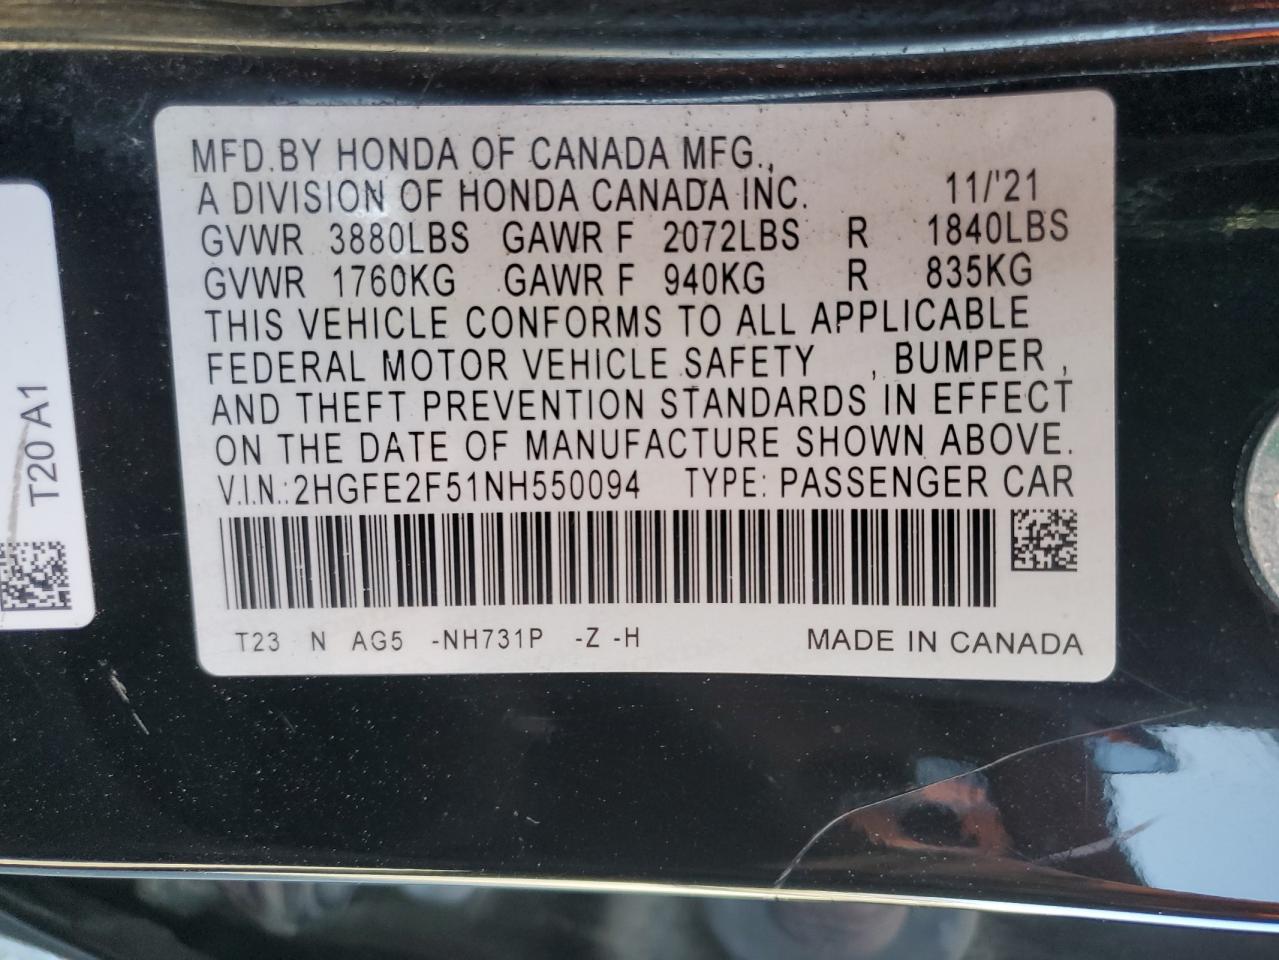 MFD.BY HONDA OF CANADA MFG.,
A DIVISION OF HONDA CANADA INC. 11/'21
GVWR 3880LBS GAWR F 2072LBS R 1840LBS
GVWR 1760KG GAWR F 940KG R 835KG
THIS VEHICLE CONFORMS TO ALL APPLICABLE
FEDERAL MOTOR VEHICLE SAFETY , BUMPER ,
AND THEFT PREVENTION STANDARDS IN EFFECT
ON THE DATE OF MANUFACTURE SHOWN ABOVE.
V.I.N.:2HGFE2F51NH550094 TYPE: PASSENGER CAR
T23 N AG5 -NH731P -Z -H MADE IN CANADA
T20 A1